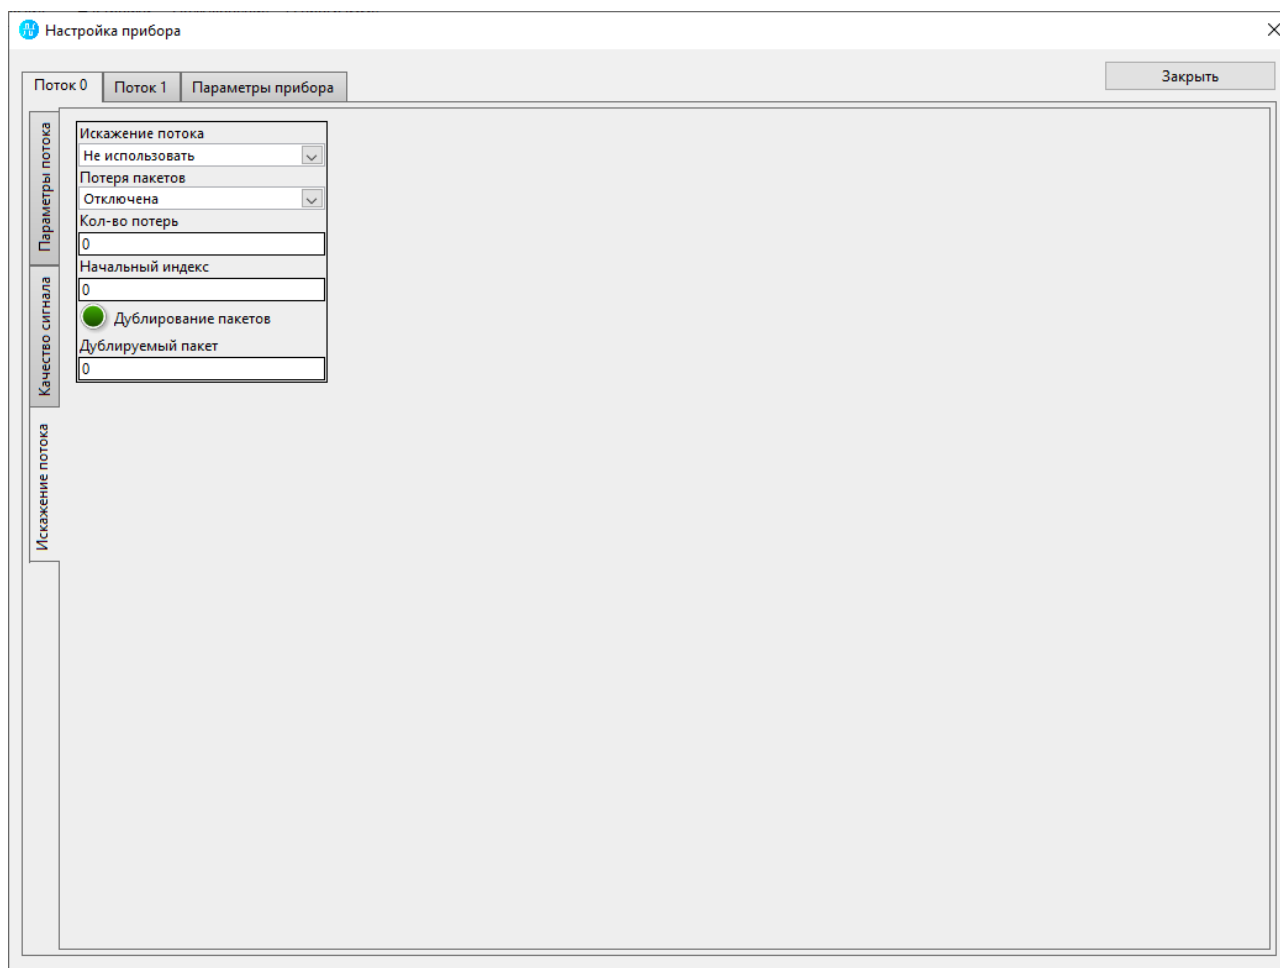 Настройка прибора
Закрыть
Поток 0
Поток 1
Параметры прибора
Параметры потока
Качество сигнала
Искажение потока
Искажение потока
Не использовать
Потеря пакетов
Отключена
Кол-во потерь
0
Начальный индекс
0
Дублирование пакетов
Дублируемый пакет
0